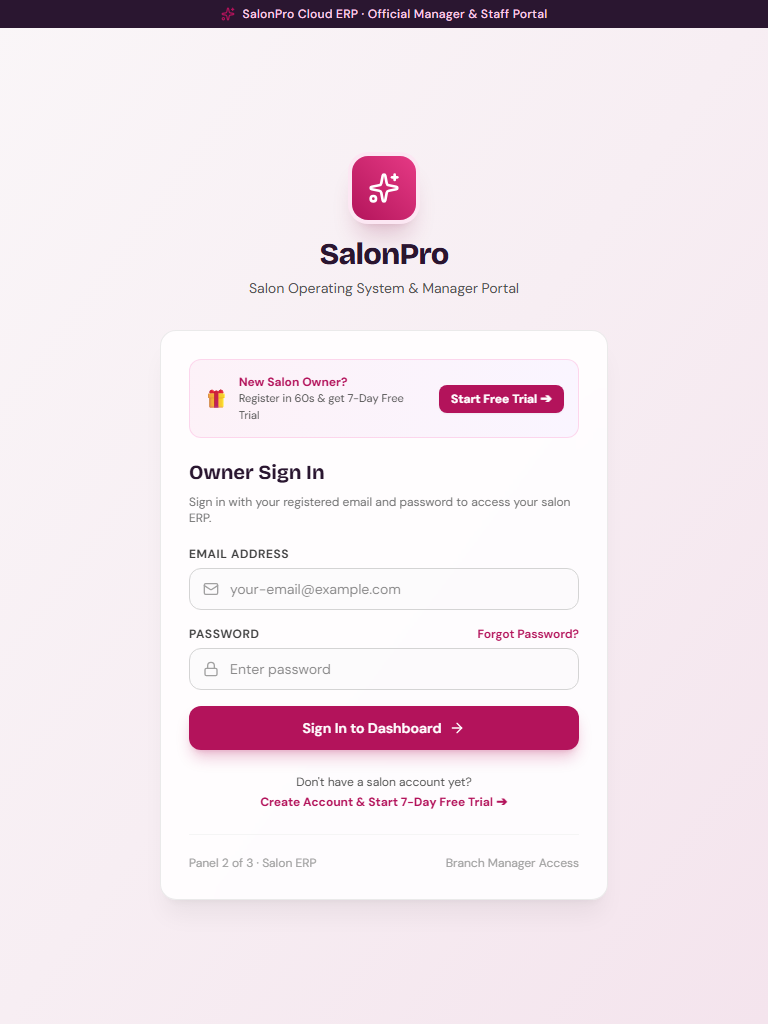 SalonPro Cloud ERP · Official Manager & Staff Portal
SalonPro
Salon Operating System & Manager Portal
New Salon Owner?
Register in 60s & get 7-Day Free
Trial
Start Free Trial ➔
Owner Sign In
Sign in with your registered email and password to access your salon
ERP.
EMAIL ADDRESS
your-email@example.com
PASSWORD
Forgot Password?
Enter password
Sign In to Dashboard →
Don't have a salon account yet?
Create Account & Start 7-Day Free Trial ➔
Panel 2 of 3 · Salon ERP
Branch Manager Access